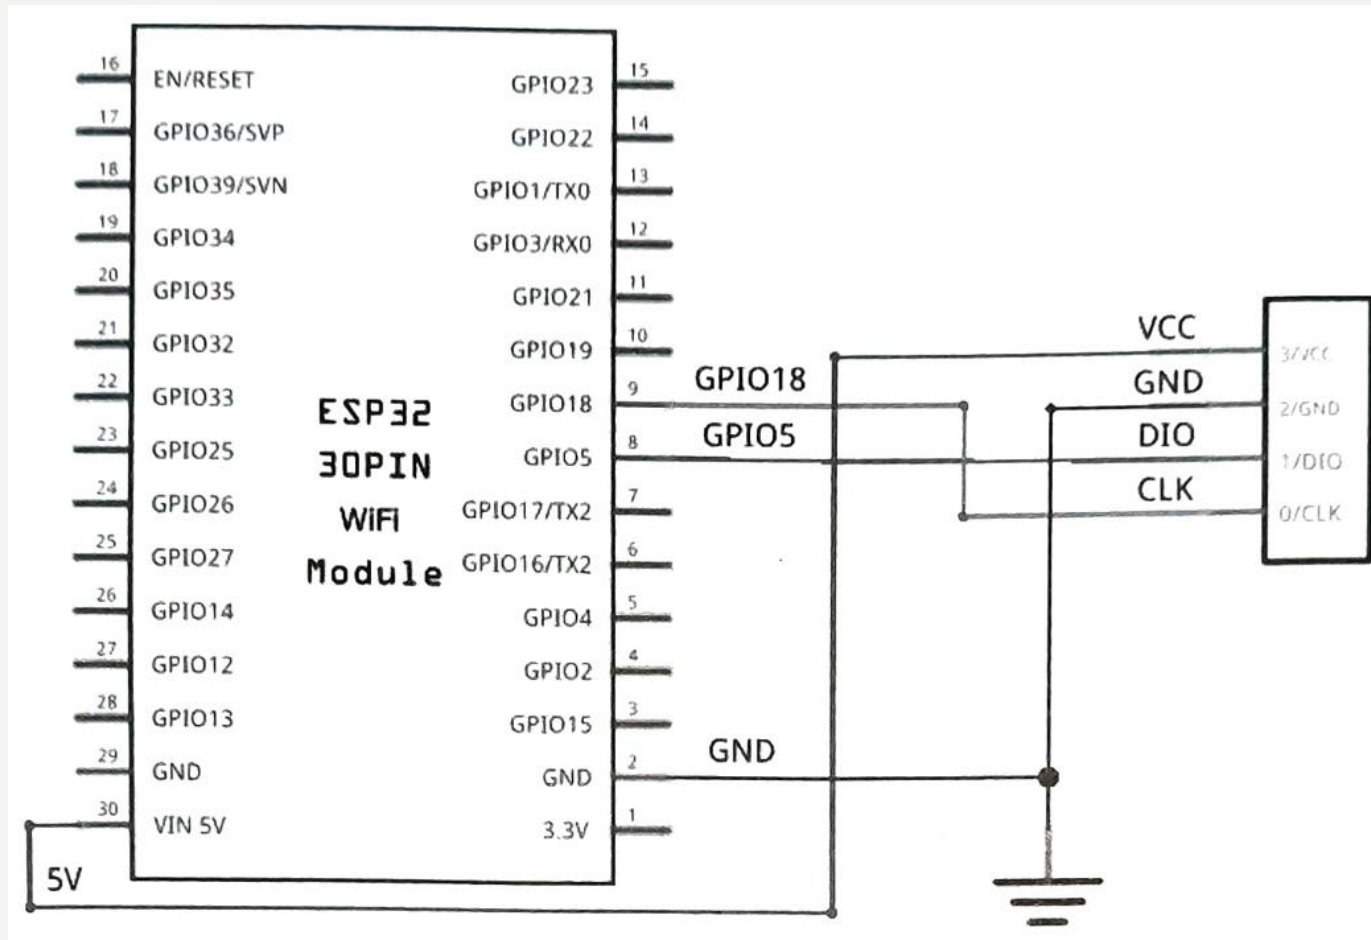 16 EN/RESET
17 GPIO36/SVP
18 GPIO39/SVN
19 GPIO34
20 GPIO35
21 GPIO32
22 GPIO33
23 GPIO25
24 GPIO26
25 GPIO27
26 GPIO14
27 GPIO12
28 GPIO13
29 GND
30 VIN 5V
5V
ESP32
30PIN
WiFi
Module
GPIO23 15
GPIO22 14
GPIO1/TX0 13
GPIO3/RX0 12
GPIO21 11
GPIO19 10
GPIO18 9
GPIO5 8
GPIO17/TX2 7
GPIO16/TX2 6
GPIO4 5
GPIO2 4
GPIO15 3
GND 2
3.3V 1
GPIO18
GPIO5
GND
VCC 3/VCC
GND 2/GND
DIO 1/DIO
CLK 0/CLK